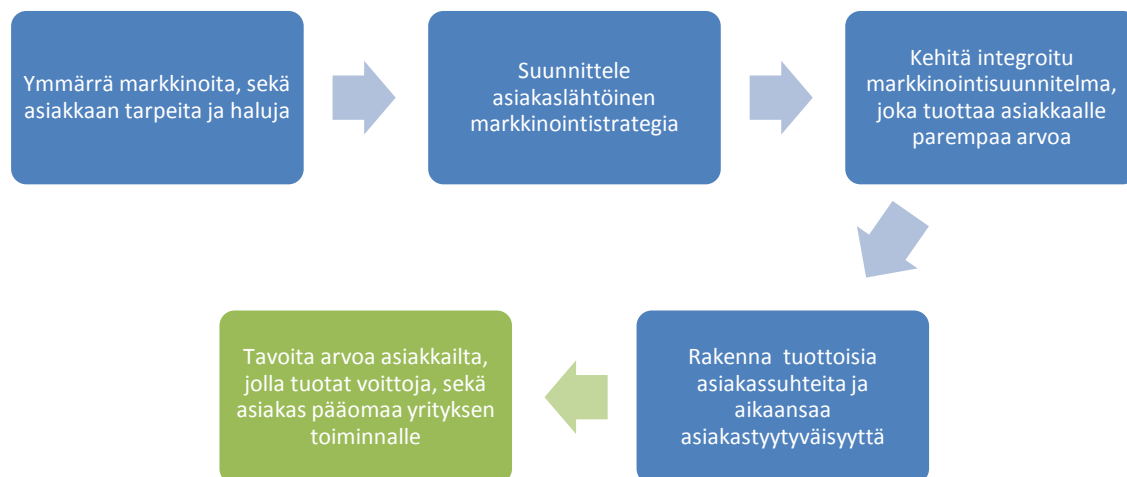 Ymmärrä markkinoita, sekä
asiakkaan tarpeita ja haluja
Suunnittele
asiakaslähtöinen
markkinointistrategia
Kehitä integroitu
markkinointisuunnitelma,
joka tuottaa asiakkaalle
parempaa arvoa
Rakenna tuottoisia
asiakassuhteita ja
aikaansaa
asiakastyytyväisyyttä
Tavoita arvoa asiakkailta,
jolla tuotat voittoja, sekä
asiakas pääomaa yrityksen
toiminnalle